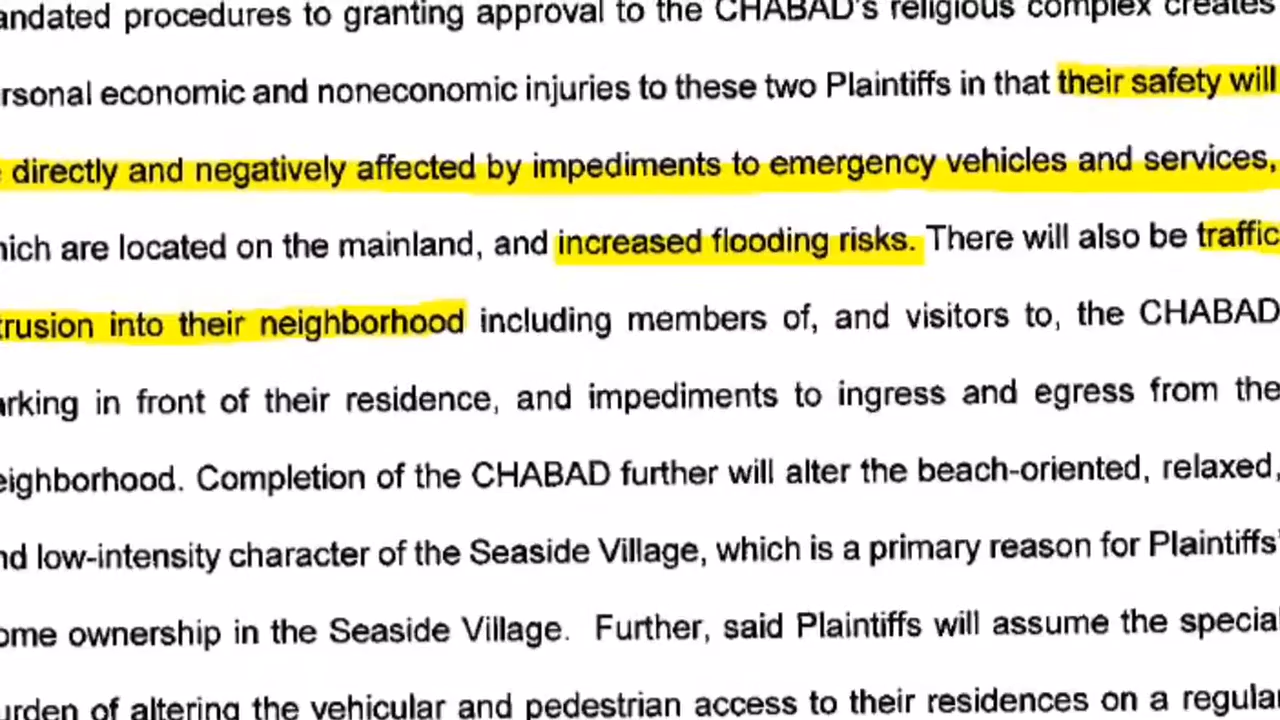 andated procedures to granting approval to the CHABAD's religious complex creates
rsonal economic and noneconomic injuries to these two Plaintiffs in that their safety will
directly and negatively affected by impediments to emergency vehicles and services,
hich are located on the mainland, and increased flooding risks. There will also be traffic
trusion into their neighborhood including members of, and visitors to, the CHABAD
arking in front of their residence, and impediments to ingress and egress from the
eighborhood. Completion of the CHABAD further will alter the beach-oriented, relaxed,
nd low-intensity character of the Seaside Village, which is a primary reason for Plaintiffs'
ome ownership in the Seaside Village. Further, said Plaintiffs will assume the special
urden of altering the vehicular and pedestrian access to their residences on a regular